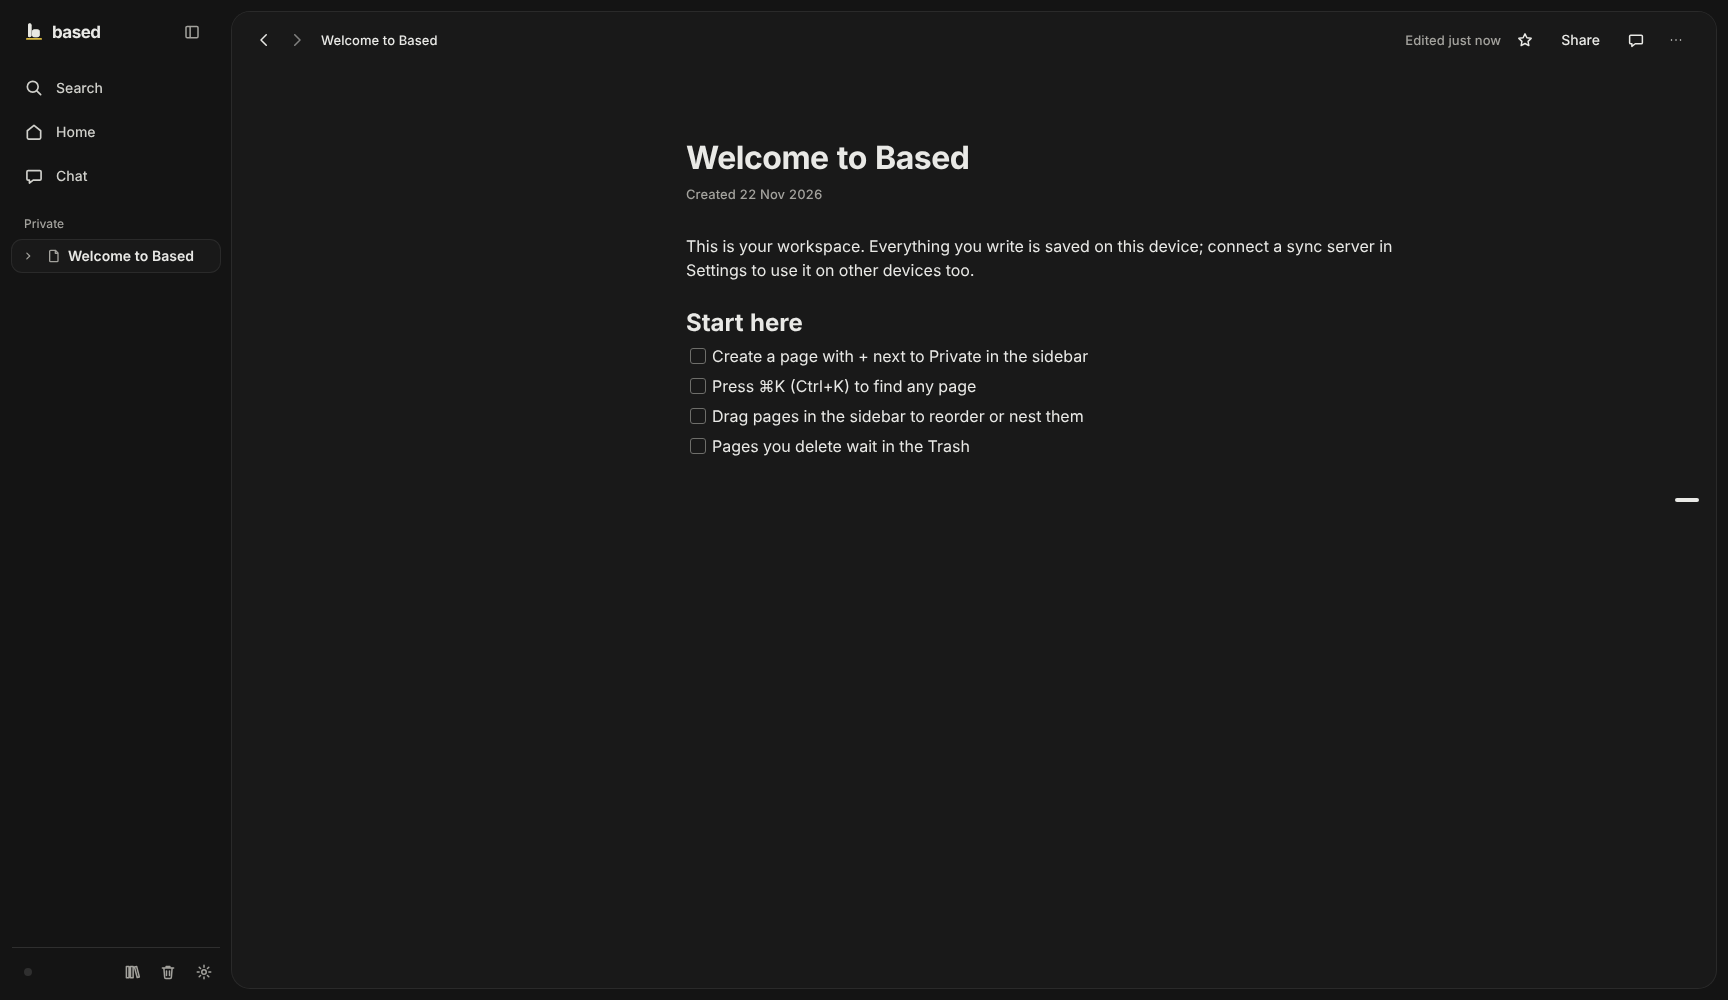 based
Search
Home
Chat
Private
Welcome to Based
Welcome to Based
Edited just now
Share
Welcome to Based
Created 22 Nov 2026
This is your workspace. Everything you write is saved on this device; connect a sync server in
Settings to use it on other devices too.
Start here
Create a page with + next to Private in the sidebar
Press ⌘K (Ctrl+K) to find any page
Drag pages in the sidebar to reorder or nest them
Pages you delete wait in the Trash